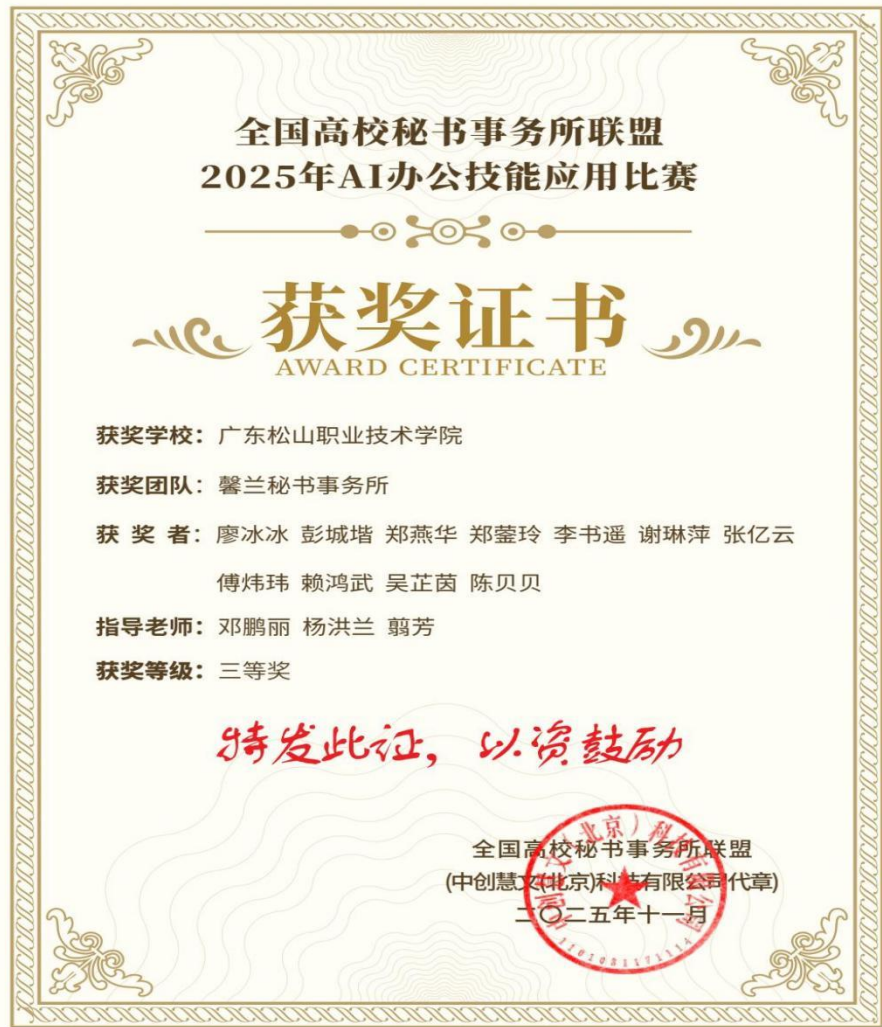 全国高校秘书事务所联盟
2025年AI办公技能应用比赛
获奖证书
AWARD CERTIFICATE
获奖学校：广东松山职业技术学院
获奖团队：馨兰秘书事务所
获 奖 者：廖冰冰 彭城堦 郑燕华 郑蓥玲 李书遥 谢琳萍 张亿云
傅炜玮 赖鸿武 吴芷茵 陈贝贝
指导老师：邓鹏丽 杨洪兰 翦芳
获奖等级：三等奖
特发此证，以资鼓励
全国高校秘书事务所联盟
(中创慧文(北京)科技有限公司代章)
二〇二五年十一月